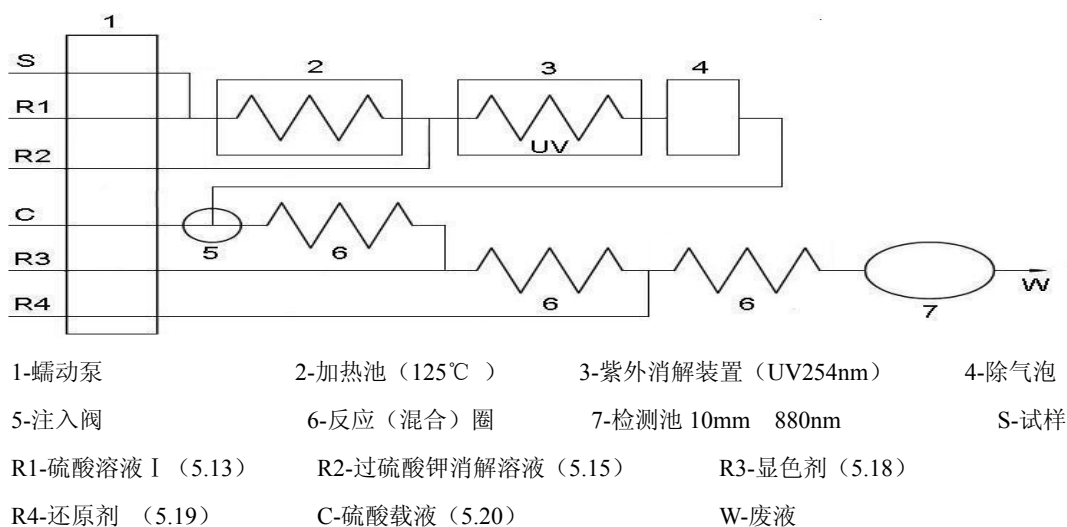 1
S
2
3
4
R1
UV
R2
C
5
6
R3
6
6
7
W
R4
1-蠕动泵 2-加热池（125℃ ） 3-紫外消解装置（UV254nm） 4-除气泡
5-注入阀 6-反应（混合）圈 7-检测池 10mm 880nm S-试样
R1-硫酸溶液Ⅰ（5.13） R2-过硫酸钾消解溶液（5.15） R3-显色剂（5.18）
R4-还原剂 （5.19） C-硫酸载液（5.20） W-废液